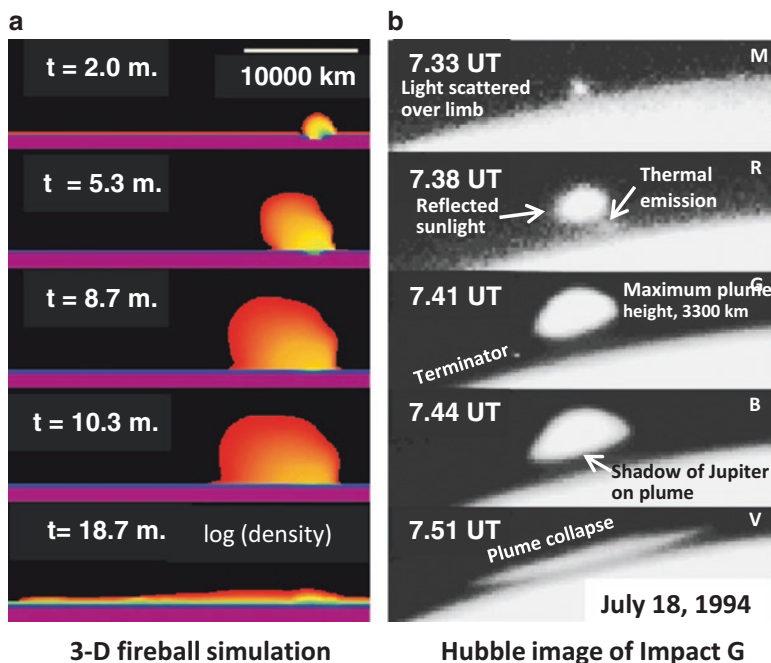 a
t = 2.0 m.
10000 km
t = 5.3 m.
t = 8.7 m.
t = 10.3 m.
t= 18.7 m.
log (density)
3-D fireball simulation
b
7.33 UT
M
Light scattered
over limb
7.38 UT
R
Thermal
emission
Reflected
sunlight
7.41 UT
G
Maximum plume
height, 3300 km
Terminator
7.44 UT
B
Shadow of Jupiter
on plume
7.51 UT
V
Plume collapse
July 18, 1994
Hubble image of Impact G